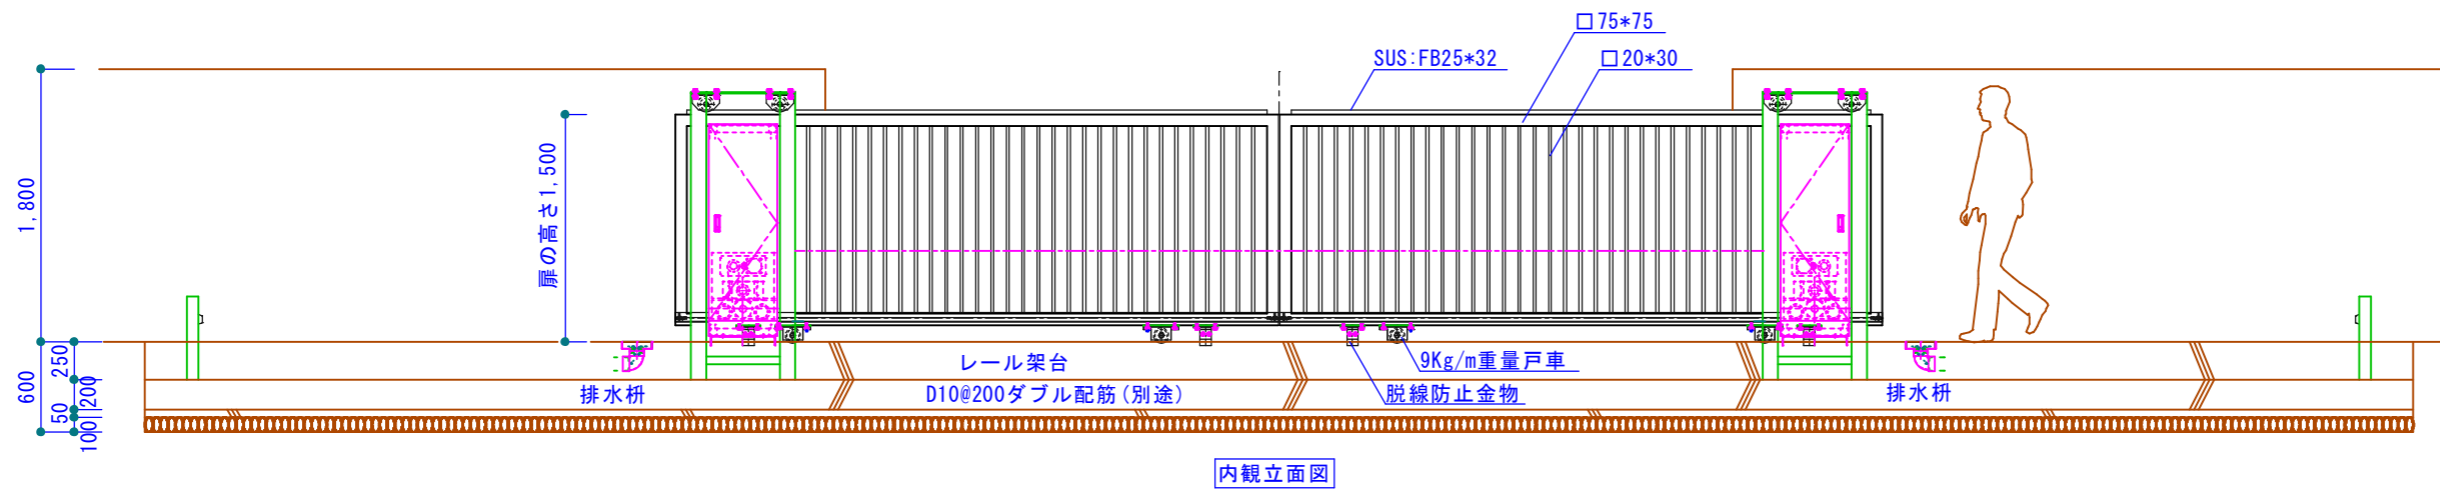 □75*75
SUS:FB25*32
□20*30
1,800
扉の高さ1,500
600
250
200
50
100
レール架台
9Kg/m重量戸車
排水枡
D10@200ダブル配筋(別途)
脱線防止金物
排水枡
内観立面図